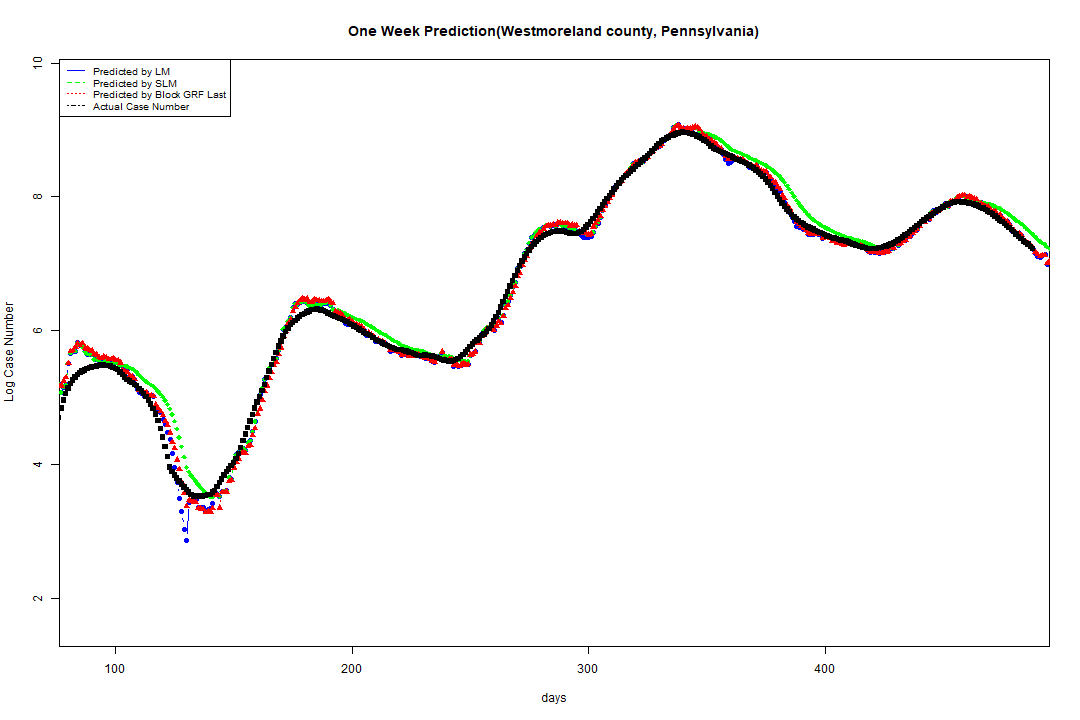 One Week Prediction(Westmoreland county, Pennsylvania)
Predicted by LM
Predicted by SLM
Predicted by Block GRF Last
Actual Case Number
10
8
6
4
2
Log Case Number
100 200 300 400
days